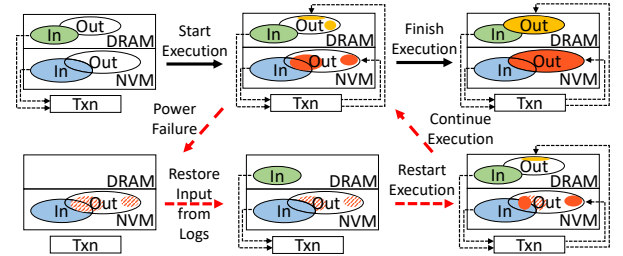 Out
In
DRAM
Out
In
NVM
Txn
Start
Execution
Out
In
DRAM
In
Out
NVM
Txn
Finish
Execution
In
Out
DRAM
In
Out
NVM
Txn
Power
Failure
Continue
Execution
DRAM
In
Out
NVM
Txn
Restore
Input
from
Logs
In
DRAM
In
Out
NVM
Txn
Restart
Execution
Out
In
DRAM
In
Out
NVM
Txn